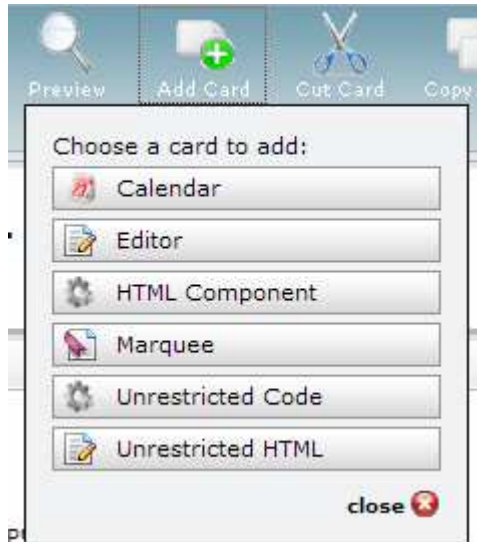 Preview Add Card Cut Card Copy
Choose a card to add:
Calendar
Editor
HTML Component
Marquee
Unrestricted Code
Unrestricted HTML
close